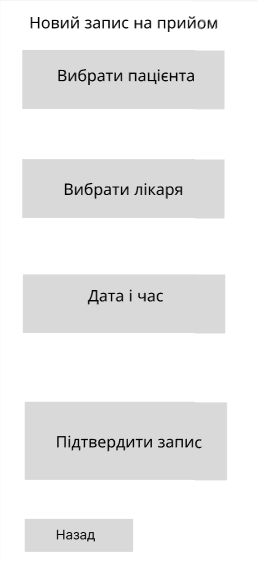 Новий запис на прийом
Вибрати пацієнта
Вибрати лікаря
Дата і час
Підтвердити запис
Назад